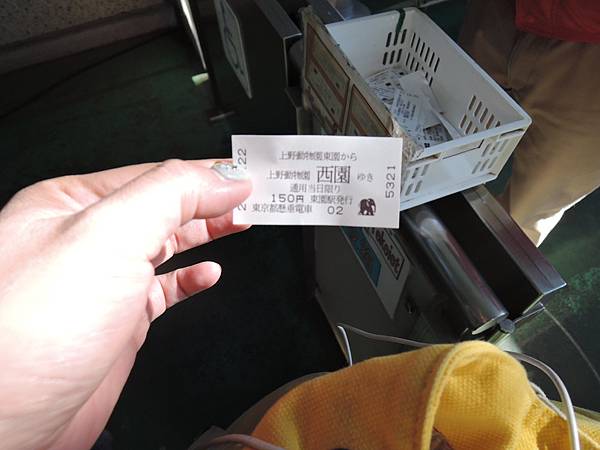 上野動物園東園から
上野動物園 西園 ゆき
通用当日限り
150円 東園駅発行
東京都懸垂電車 02
5321